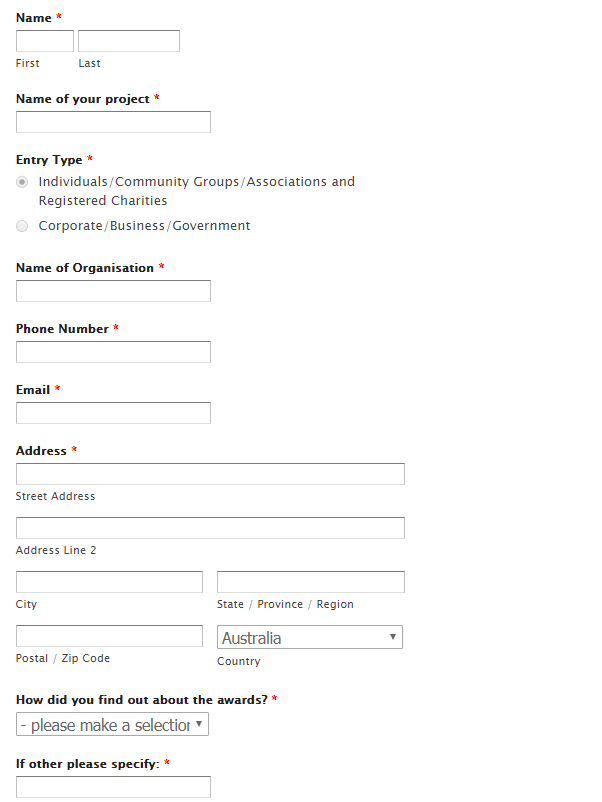 Name *
First Last
Name of your project *
Entry Type *
Individuals/Community Groups/Associations and
Registered Charities
Corporate/Business/Government
Name of Organisation *
Phone Number *
Email *
Address *
Street Address
Address Line 2
City State / Province / Region
Australia
Postal / Zip Code Country
How did you find out about the awards? *
- please make a selection
If other please specify: *